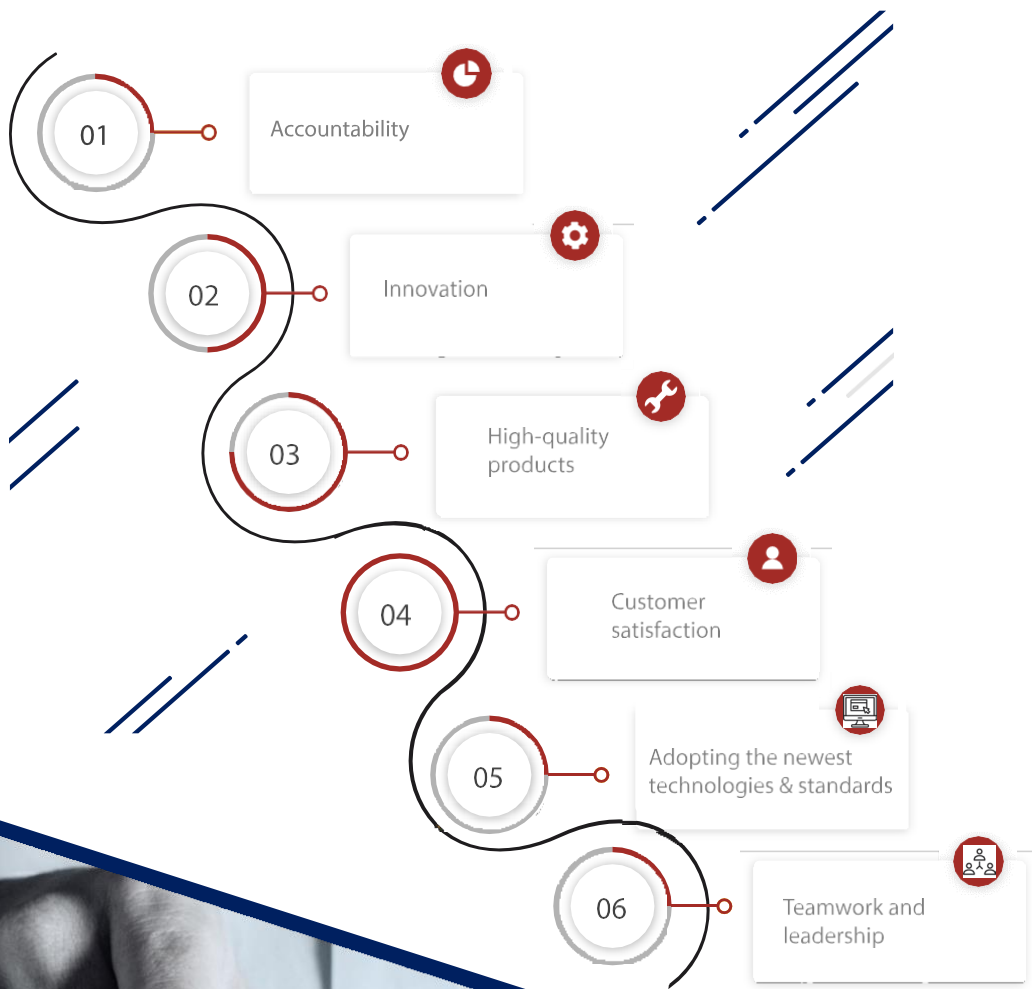 01
Accountability
02
Innovation
03
High-quality
products
04
Customer
satisfaction
05
Adopting the newest
technologies & standards
06
Teamwork and
leadership